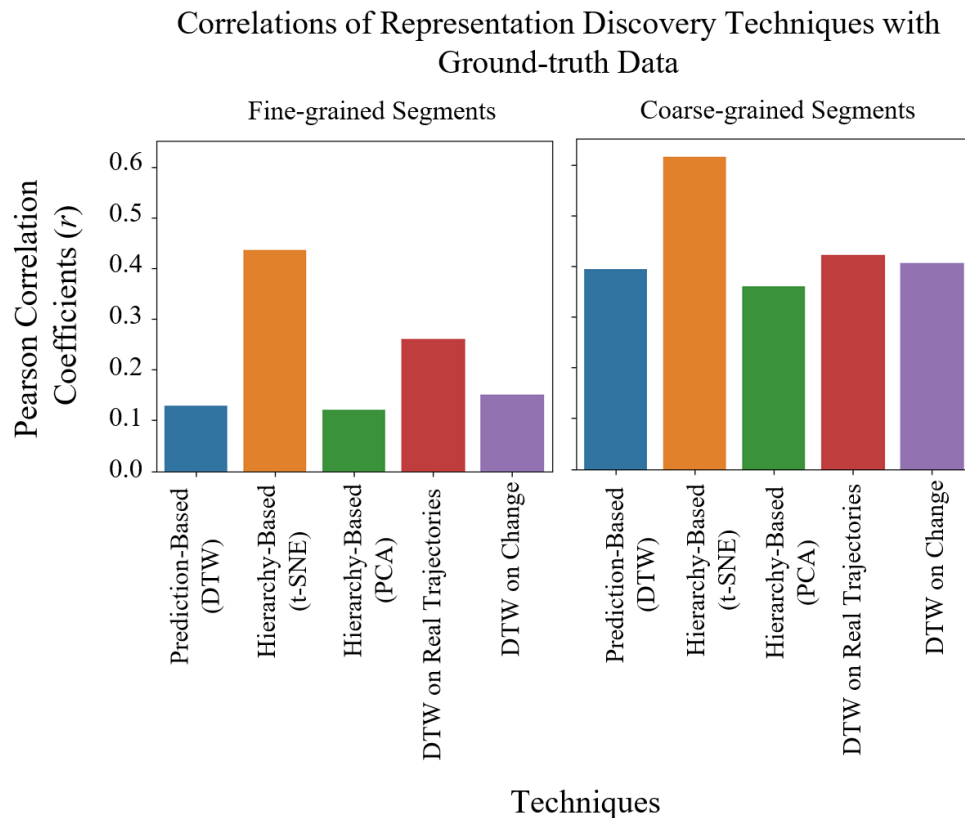 Correlations of Representation Discovery Techniques with
Ground-truth Data
Fine-grained Segments
Coarse-grained Segments
Pearson Correlation
Coefficients (r)
0.6
0.5
0.4
0.3
0.2
0.1
0.0
Prediction-Based
(DTW)
Hierarchy-Based
(t-SNE)
Hierarchy-Based
(PCA)
DTW on Real Trajectories
DTW on Change
Prediction-Based
(DTW)
Hierarchy-Based
(t-SNE)
Hierarchy-Based
(PCA)
DTW on Real Trajectories
DTW on Change
Techniques